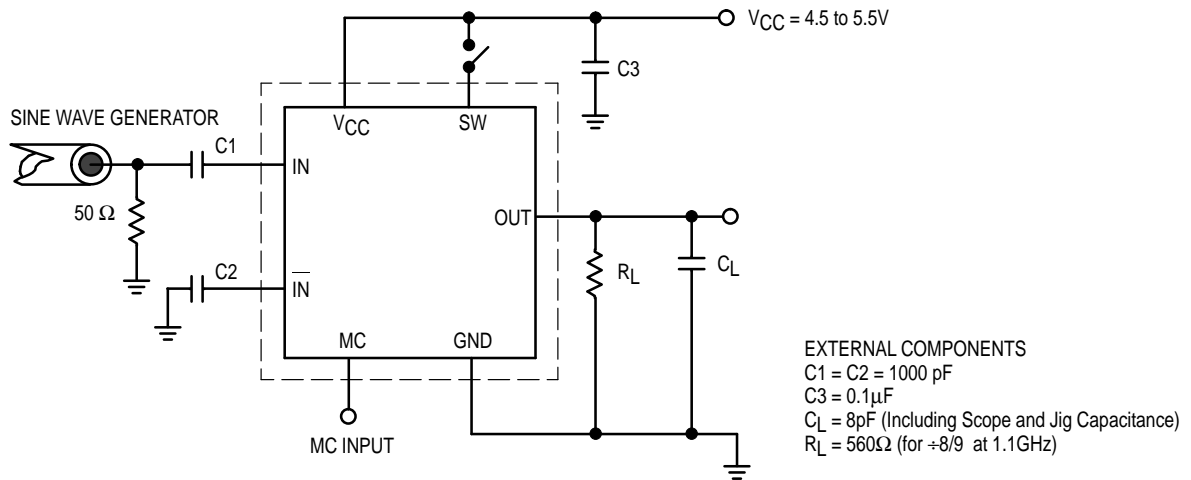 VCC = 4.5 to 5.5V
C3
SINE WAVE GENERATOR
C1
VCC
SW
IN
50 Ω
OUT
C2
IN
RL
CL
MC
GND
MC INPUT
EXTERNAL COMPONENTS
C1 = C2 = 1000 pF
C3 = 0.1µF
CL = 8pF (Including Scope and Jig Capacitance)
RL = 560Ω (for ÷8/9 at 1.1GHz)